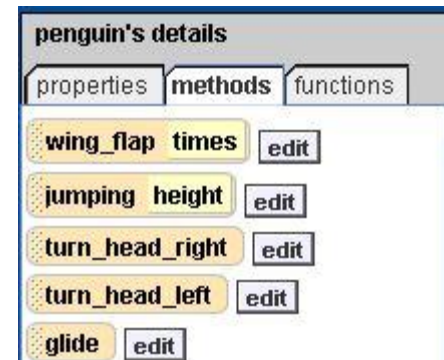 penguin's details
properties methods functions
wing_flap times edit
jumping height edit
turn_head_right edit
turn_head_left edit
glide edit